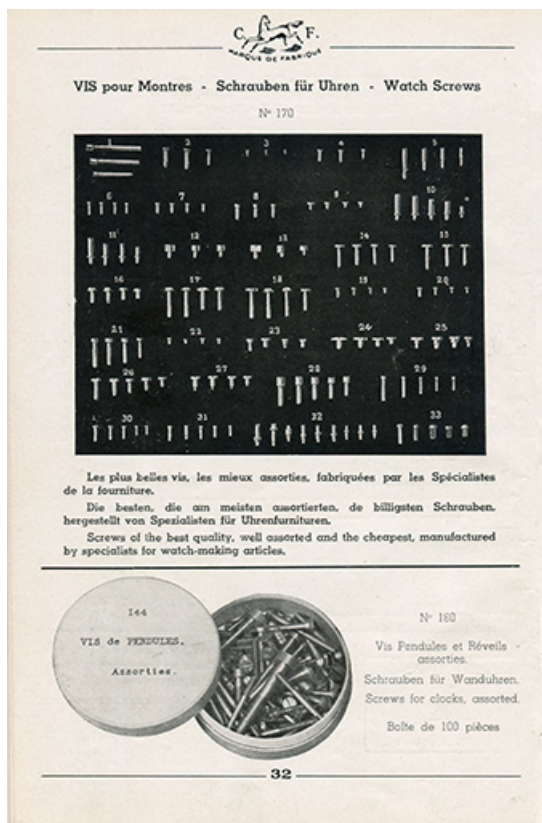 C. F.
MARQUE DE FABRIQUE
VIS pour Montres - Schrauben für Uhren - Watch Screws
No 170
1 2 3 4 5
6 7 8 9 10
11 12 13 14 15
16 17 18 19 20
21 22 23 24 25
26 27 28 29
30 31 32 33
Les plus belles vis, les mieux assorties, fabriquées par les Spécialistes
de la fourniture.
Die besten, die am meisten assortierten, de billigsten Schrauben,
hergestellt von Spezialisten für Uhrenfurnituren.
Screws of the best quality, well assorted and the cheapest, manufactured
by specialists for watch-making articles.
144
VIS de PENDULES.
Assorties.
No 180
Vis Pendules et Réveils -
assorties.
Schrauben für Wanduhren.
Screws for clocks, assorted.
Boîte de 100 pièces
32